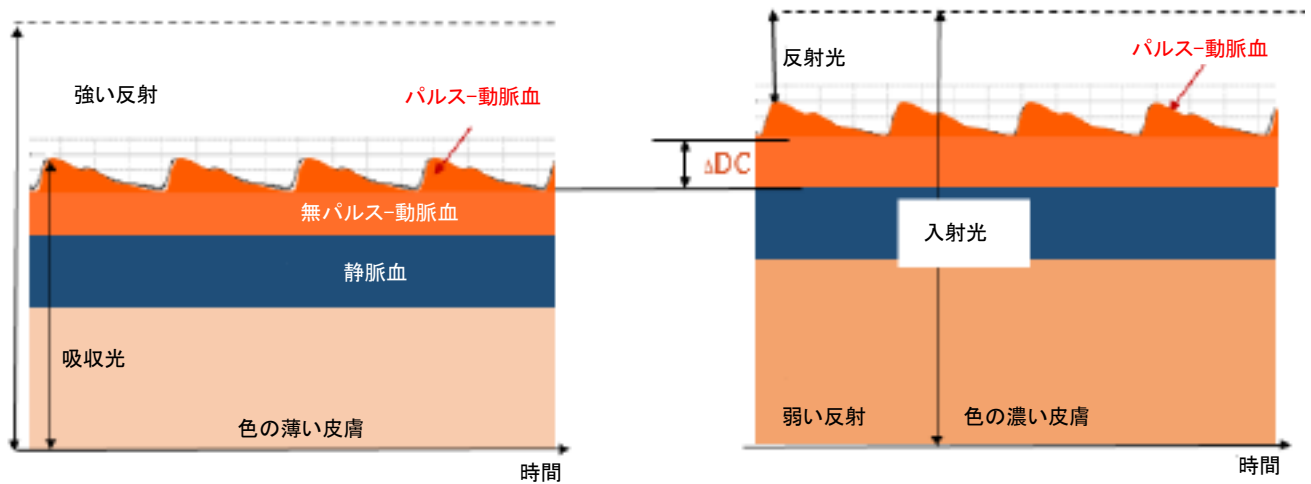 強い反射
パルス-動脈血
無パルス-動脈血
静脈血
吸収光
色の薄い皮膚
時間
反射光
パルス-動脈血
ΔDC
入射光
弱い反射
色の濃い皮膚
時間